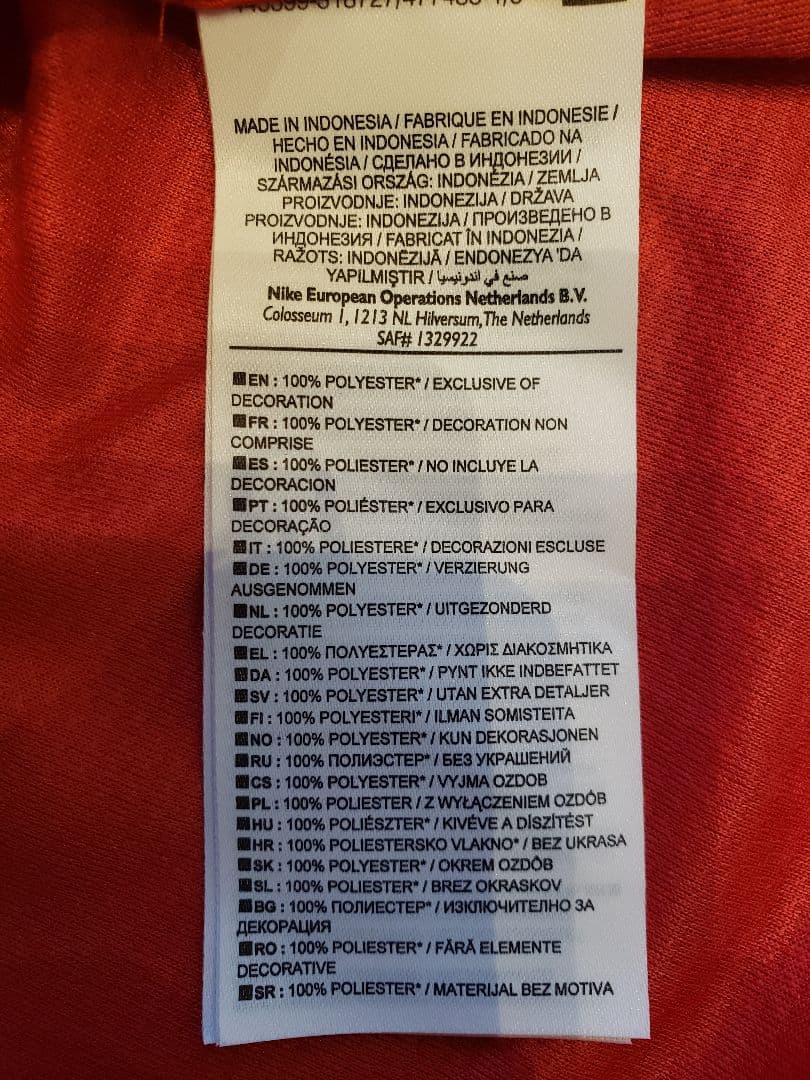 MADE IN INDONESIA / FABRIQUE EN INDONESIE /
HECHO EN INDONESIA / FABRICADO NA
INDONÉSIA / СДЕЛАНО В ИНДОНЕЗИИ /
SZÁRMAZÁSI ORSZÁG: INDONÉZIA / ZEMLJA
PROIZVODNJE: INDONEZIJA / DRŽAVA
PROIZVODNJE: INDONEZIJA / ПРОИЗВЕДЕНО В
ИНДОНЕЗИЯ / FABRICAT ÎN INDONEZIA /
RAŽOTS: INDONĒZIJĀ / ENDONEZYA 'DA
YAPILMIŞTIR / صنع في اندونيسيا
Nike European Operations Netherlands B.V.
Colosseum 1, 1213 NL Hilversum, The Netherlands
SAF# 1329922
EN : 100% POLYESTER* / EXCLUSIVE OF
DECORATION
FR : 100% POLYESTER* / DECORATION NON
COMPRISE
ES : 100% POLIESTER* / NO INCLUYE LA
DECORACION
PT : 100% POLIÉSTER* / EXCLUSIVO PARA
DECORAÇÃO
IT : 100% POLIESTERE* / DECORAZIONI ESCLUSE
DE : 100% POLYESTER* / VERZIERUNG
AUSGENOMMEN
NL : 100% POLYESTER* / UITGEZONDERD
DECORATIE
EL : 100% ΠΟΛΥΕΣΤΕΡΑΣ* / ΧΩΡΙΣ ΔΙΑΚΟΣΜΗΤΙΚΑ
DA : 100% POLYESTER* / PYNT IKKE INDBEFATTET
SV : 100% POLYESTER* / UTAN EXTRA DETALJER
FI : 100% POLYESTERI* / ILMAN SOMISTEITA
NO : 100% POLYESTER* / KUN DEKORASJONEN
RU : 100% ПОЛИЭСТЕР* / БЕЗ УКРАШЕНИЙ
CS : 100% POLYESTER* / VYJMA OZDOB
PL : 100% POLIESTER / Z WYŁĄCZENIEM OZDÓB
HU : 100% POLIÉSZTER* / KIVÉVE A DÍSZÍTÉST
HR : 100% POLIESTERSKO VLAKNO* / BEZ UKRASA
SK : 100% POLYESTER* / OKREM OZDÔB
SL : 100% POLIESTER* / BREZ OKRASKOV
BG : 100% ПОЛИЕСТЕР* / ИЗКЛЮЧИТЕЛНО ЗА
ДЕКОРАЦИЯ
RO : 100% POLIESTER* / FĂRĂ ELEMENTE
DECORATIVE
SR : 100% POLIESTER* / MATERIJAL BEZ MOTIVA